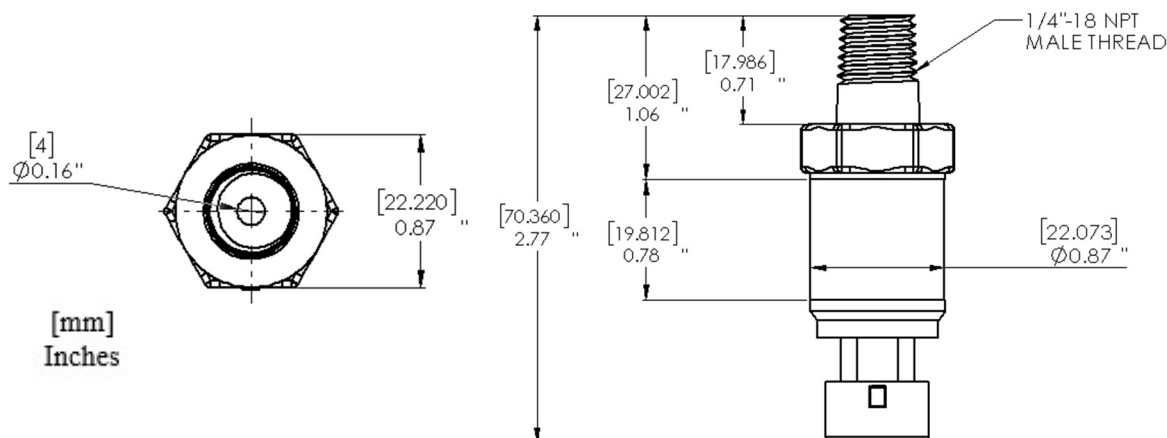 1/4"-18 NPT
MALE THREAD
[17.986]
0.71 "
[27.002]
1.06 "
[4]
Ø0.16"
[22.220]
0.87 "
[70.360]
2.77 "
[19.812]
0.78 "
[22.073]
Ø0.87 "
[mm]
Inches